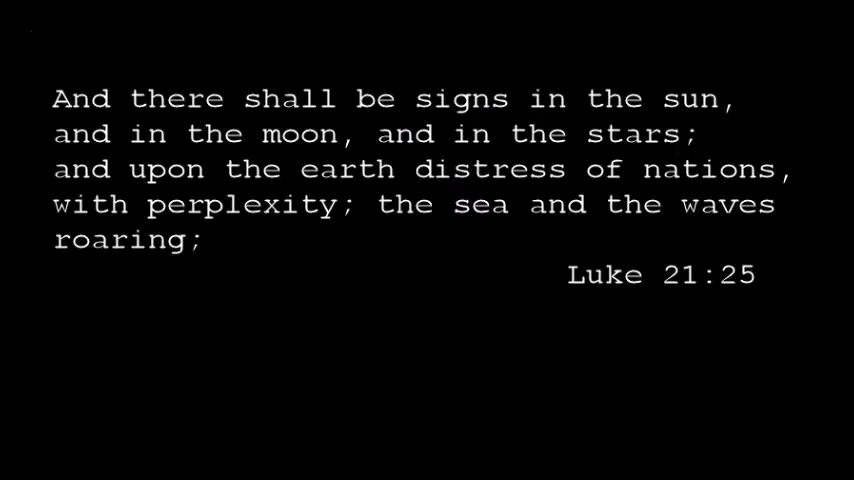 And there shall be signs in the sun,
and in the moon, and in the stars;
and upon the earth distress of nations,
with perplexity; the sea and the waves
roaring;
Luke 21:25